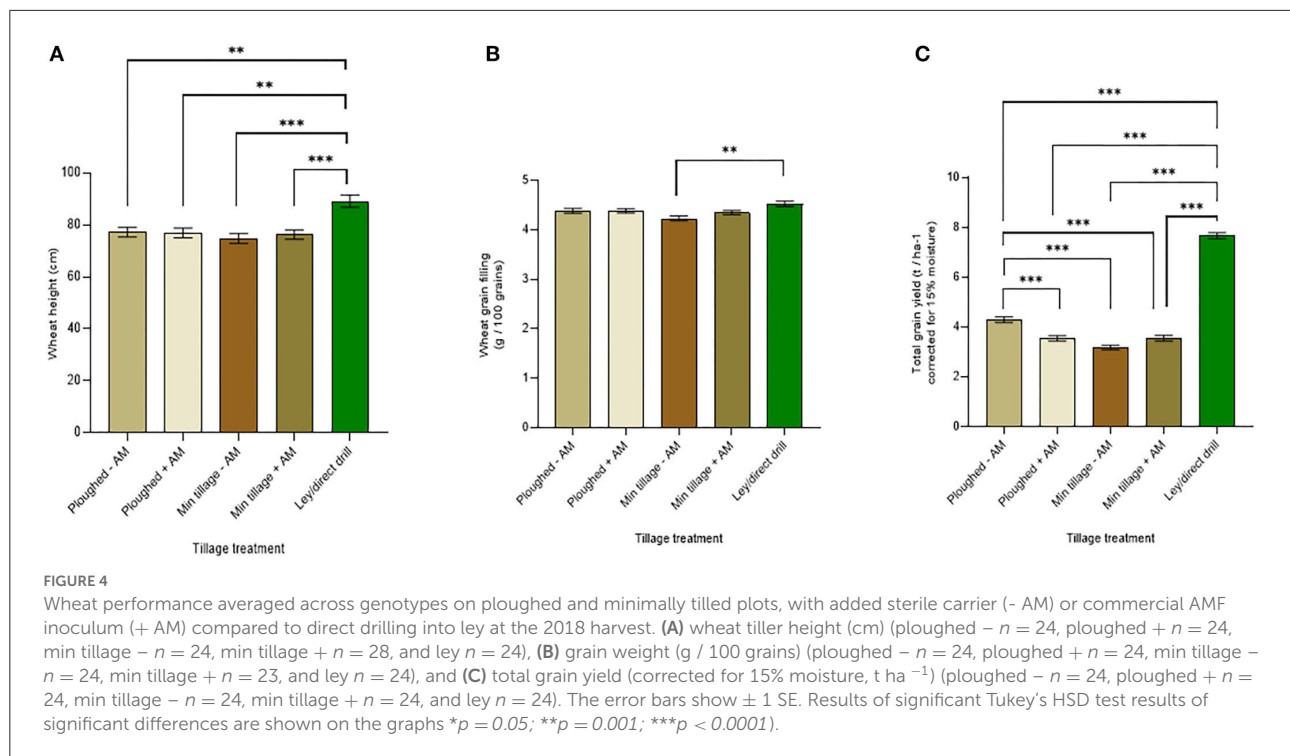 A
**
**
***
***
100
80
60
40
20
0
Wheat height (cm)
Ploughed - AM
Ploughed + AM
Min tillage - AM
Min tillage + AM
Ley/direct drill
Tillage treatment
B
**
5
4
3
2
1
0
Wheat grain filling
(g / 100 grains)
Ploughed - AM
Ploughed + AM
Min tillage - AM
Min tillage + AM
Ley/direct drill
Tillage treatment
C
***
***
***
***
***
***
***
10
8
6
4
2
0
Total grain yield (t / ha-1
corrected for 15% moisture)
Ploughed - AM
Ploughed + AM
Min tillage - AM
Min tillage + AM
Ley/direct drill
Tillage treatment
FIGURE 4
Wheat performance averaged across genotypes on ploughed and minimally tilled plots, with added sterile carrier (- AM) or commercial AMF
inoculum (+ AM) compared to direct drilling into ley at the 2018 harvest. (A) wheat tiller height (cm) (ploughed – n = 24, ploughed + n = 24,
min tillage – n = 24, min tillage + n = 28, and ley n = 24), (B) grain weight (g / 100 grains) (ploughed – n = 24, ploughed + n = 24, min tillage –
n = 24, min tillage + n = 23, and ley n = 24), and (C) total grain yield (corrected for 15% moisture, t ha ⁻¹) (ploughed – n = 24, ploughed + n =
24, min tillage – n = 24, min tillage + n = 24, and ley n = 24). The error bars show ± 1 SE. Results of significant Tukey's HSD test results of
significant differences are shown on the graphs *p = 0.05; **p = 0.001; ***p < 0.0001).